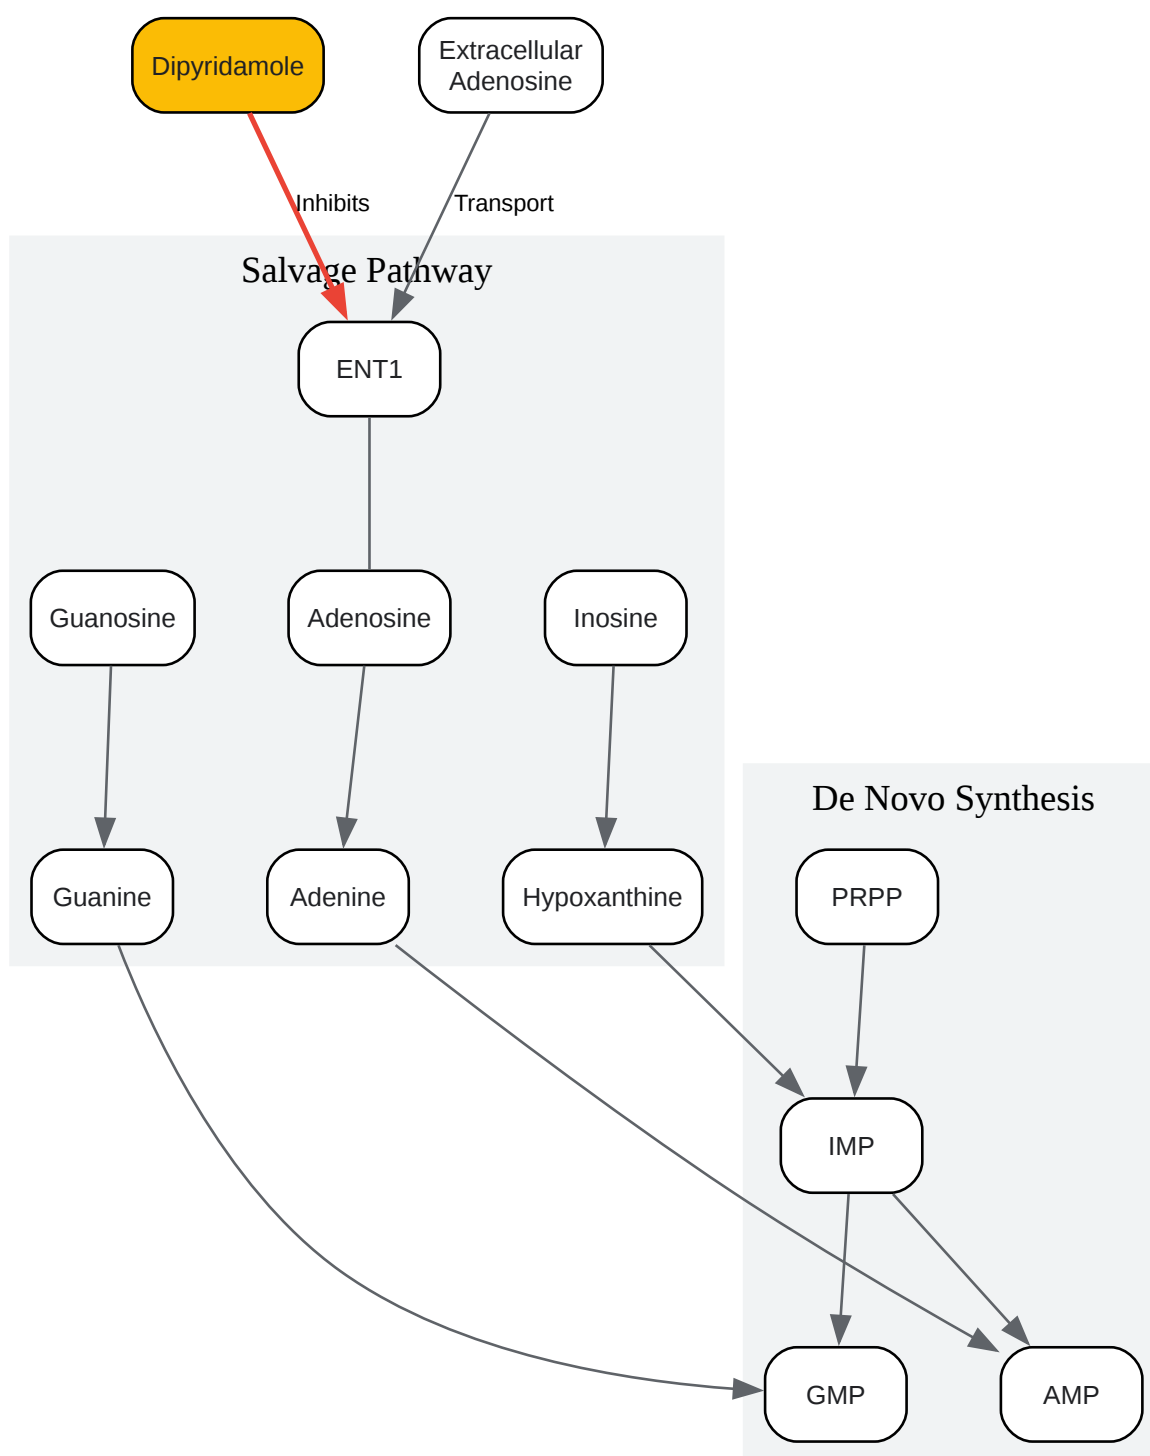 Dipyridamole
Extracellular
Adenosine
Inhibits
Transport
Salvage Pathway
ENT1
Guanosine
Adenosine
Inosine
De Novo Synthesis
Guanine
Adenine
Hypoxanthine
PRPP
IMP
GMP
AMP